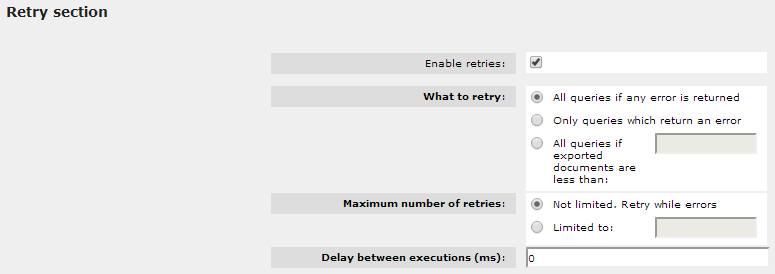 Retry section
Enable retries:
What to retry: All queries if any error is returned
Only queries which return an error
All queries if
exported
documents are
less than:
Maximum number of retries: Not limited. Retry while errors
Limited to:
Delay between executions (ms): 0